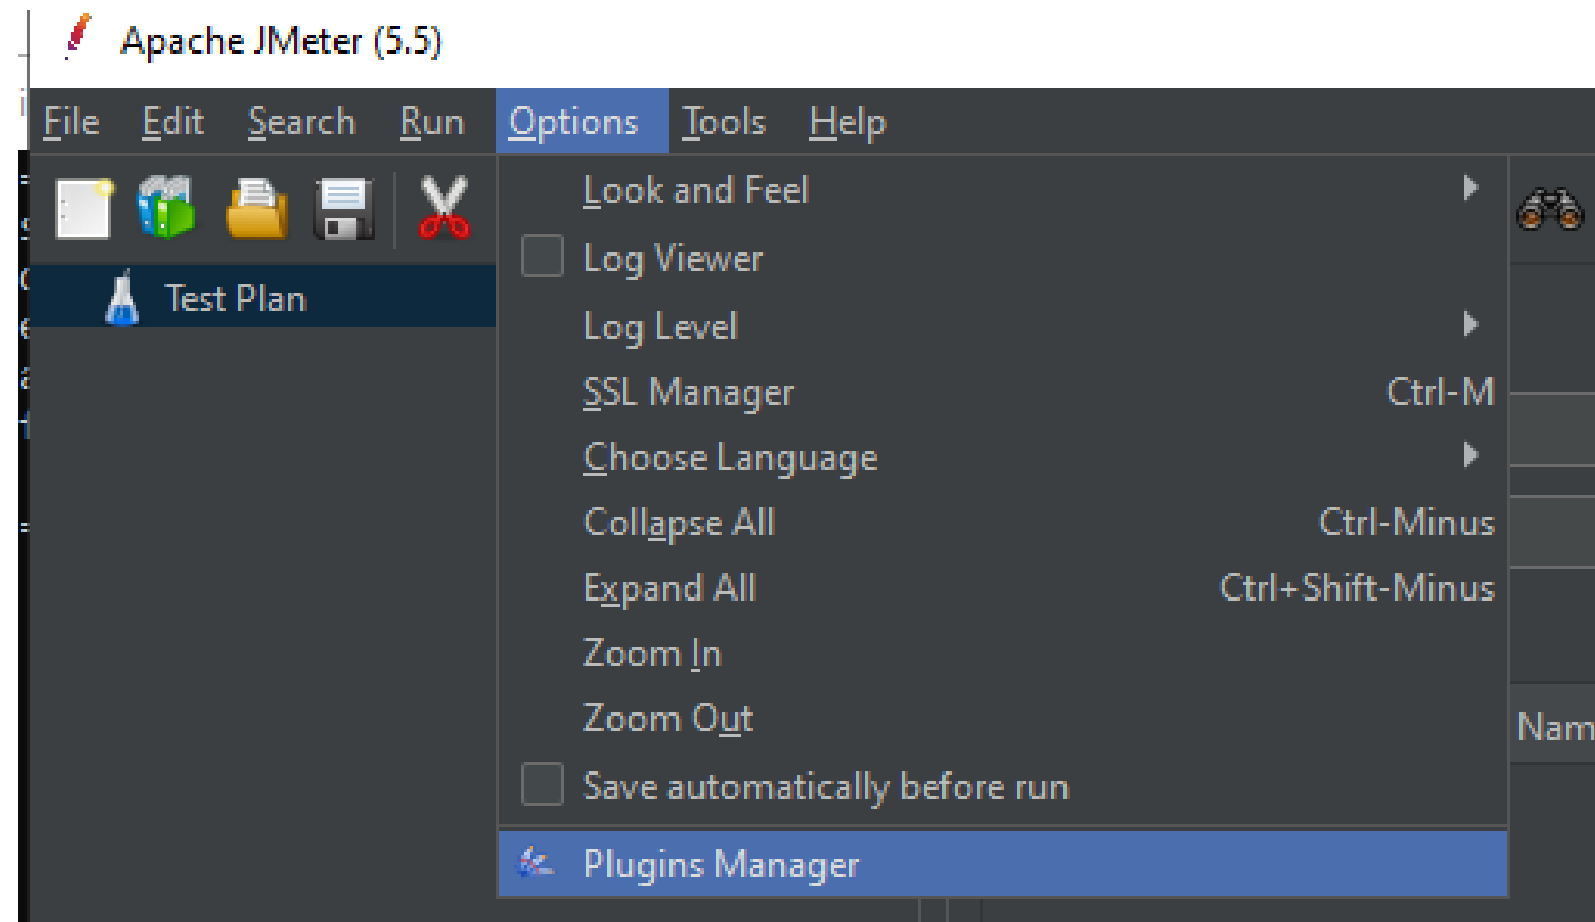 Apache JMeter (5.5)
File Edit Search Run Options Tools Help
Look and Feel
Test Plan
Log Viewer
Log Level
SSL Manager Ctrl-M
Choose Language
Collapse All Ctrl-Minus
Expand All Ctrl+Shift-Minus
Zoom In
Zoom Out
Nam
Save automatically before run
Plugins Manager